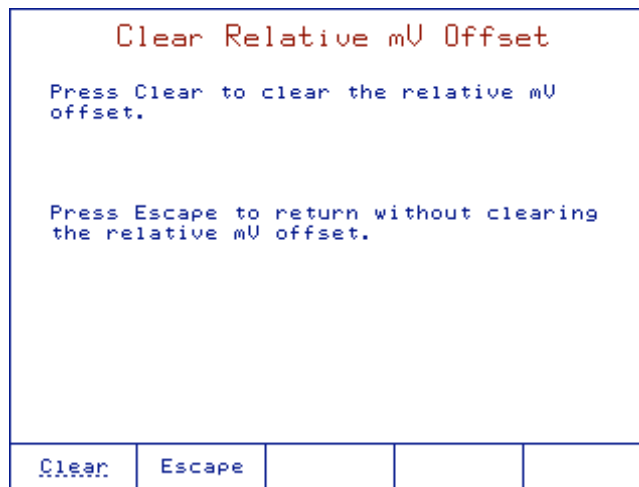 Clear Relative mV Offset
Press Clear to clear the relative mV
offset.
Press Escape to return without clearing
the relative mV offset.
Clear
Escape